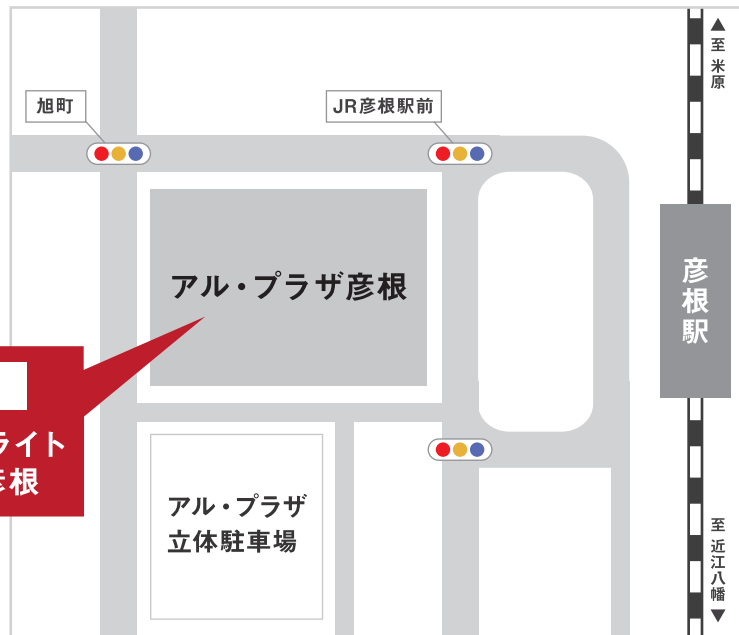 ▲至 米原
旭町
JR彦根駅前
アル・プラザ彦根
彦根駅
ライト
彦根
アル・プラザ
立体駐車場
至 近江八幡▼